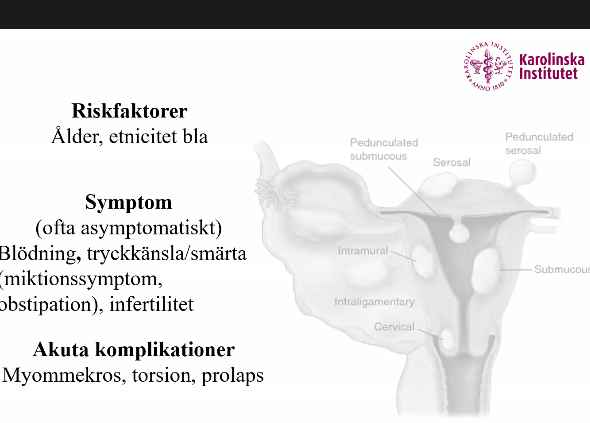 KAROLINSKA INSTITUTET
ANNO 1810
Karolinska
Institutet
Riskfaktorer
Ålder, etnicitet bla
Symptom
(ofta asymptomatiskt)
Blödning, tryckkänsla/smärta
(miktionssymptom,
obstipation), infertilitet
Akuta komplikationer
Myommekros, torsion, prolaps
Pedunculated
submucous
Serosal
Pedunculated
serosal
Intramural
Submucous
Intraligamentary
Cervical